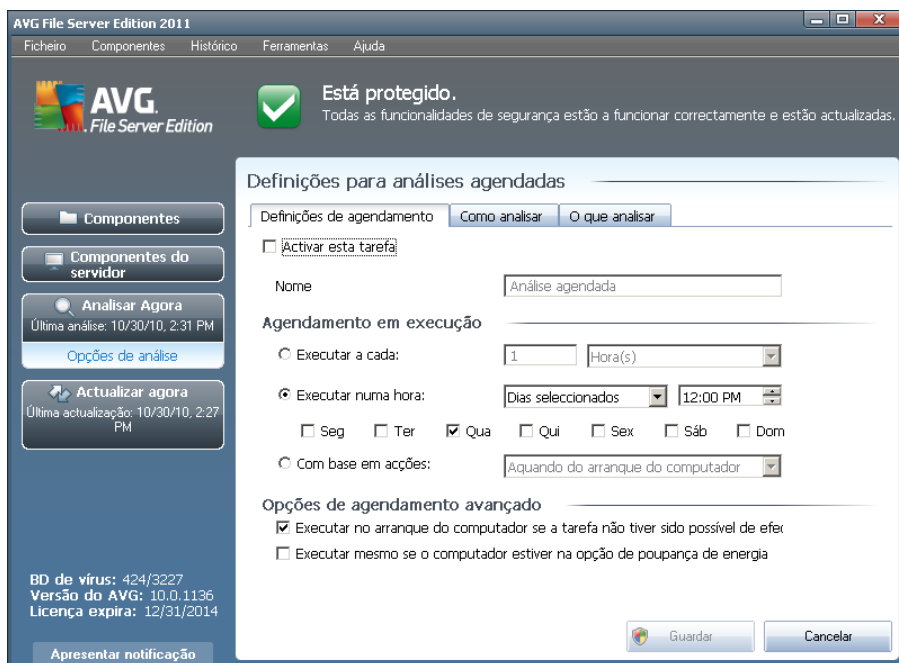 AVG File Server Edition 2011
Ficheiro Componentes Histórico Ferramentas Ajuda
AVG.
File Server Edition
Está protegido.
Todas as funcionalidades de segurança estão a funcionar correctamente e estão actualizadas.
Componentes
Componentes do
servidor
Analisar Agora
Última análise: 10/30/10, 2:31 PM
Opções de análise
Actualizar agora
Última actualização: 10/30/10, 2:27
PM
BD de vírus: 424/3227
Versão do AVG: 10.0.1136
Licença expira: 12/31/2014
Apresentar notificação
Definições para análises agendadas
Definições de agendamento Como analisar O que analisar
Activar esta tarefa
Nome Análise agendada
Agendamento em execução
Executar a cada: 1 Hora(s)
Executar numa hora: Dias seleccionados 12:00 PM
Seg Ter Qua Qui Sex Sáb Dom
Com base em acções: Aquando do arranque do computador
Opções de agendamento avançado
Executar no arranque do computador se a tarefa não tiver sido possível de efec
Executar mesmo se o computador estiver na opção de poupança de energia
Guardar Cancelar